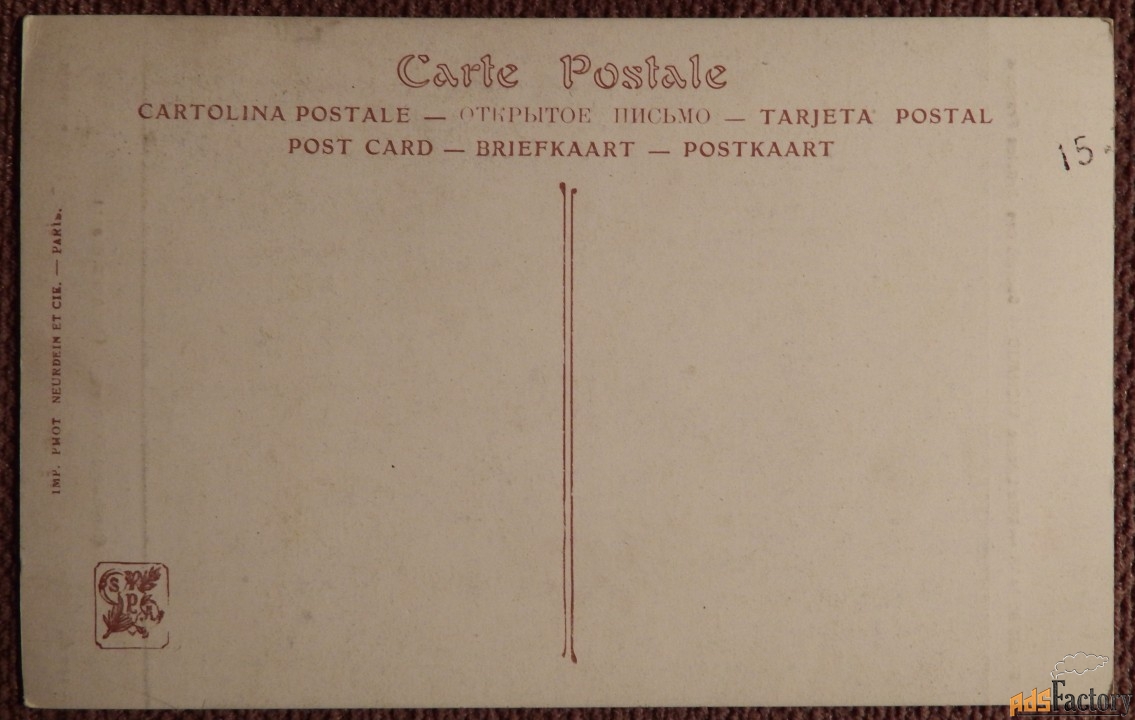 Carte Postale
CARTOLINA POSTALE — ОТКРЫТОЕ ПИСЬМО — TARJETA POSTAL
POST CARD — BRIEFKAART — POSTKAART
15
IMP. PHOT NEURDEIN ET CIE. — PARIS.
S
P
AdsFactory